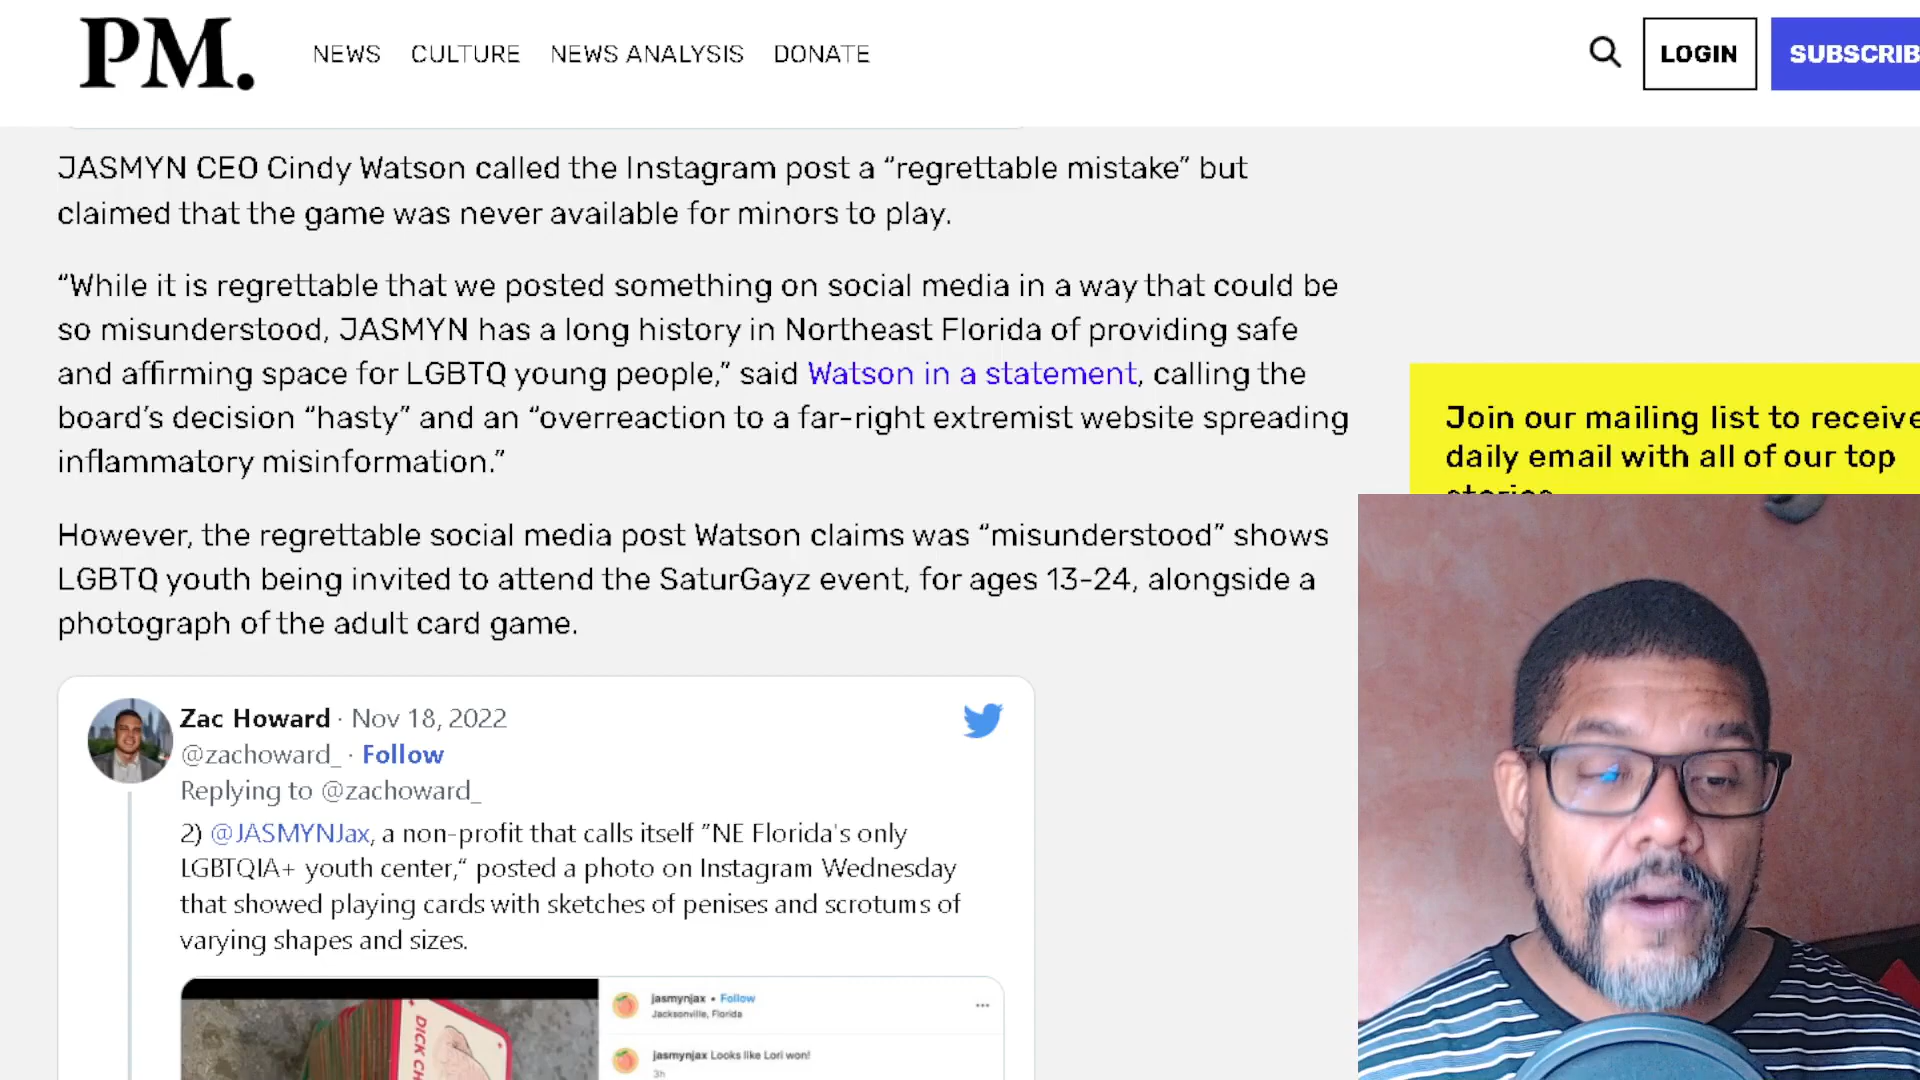 PM.
NEWS CULTURE NEWS ANALYSIS DONATE
LOGIN
SUBSCRIB
JASMYN CEO Cindy Watson called the Instagram post a “regrettable mistake” but
claimed that the game was never available for minors to play.
“While it is regrettable that we posted something on social media in a way that could be
so misunderstood, JASMYN has a long history in Northeast Florida of providing safe
and affirming space for LGBTQ young people,” said Watson in a statement, calling the
board’s decision “hasty” and an “overreaction to a far-right extremist website spreading
inflammatory misinformation.”
However, the regrettable social media post Watson claims was “misunderstood” shows
LGBTQ youth being invited to attend the SaturGayz event, for ages 13-24, alongside a
photograph of the adult card game.
Join our mailing list to receive
daily email with all of our top
Zac Howard · Nov 18, 2022
@zachoward_ · Follow
Replying to @zachoward_
2) @JASMYNJax, a non-profit that calls itself "NE Florida's only
LGBTQIA+ youth center," posted a photo on Instagram Wednesday
that showed playing cards with sketches of penises and scrotums of
varying shapes and sizes.
jasmynjax • Follow
Jacksonville, Florida
jasmynjax Looks like Lori won!
3h
DICK CH